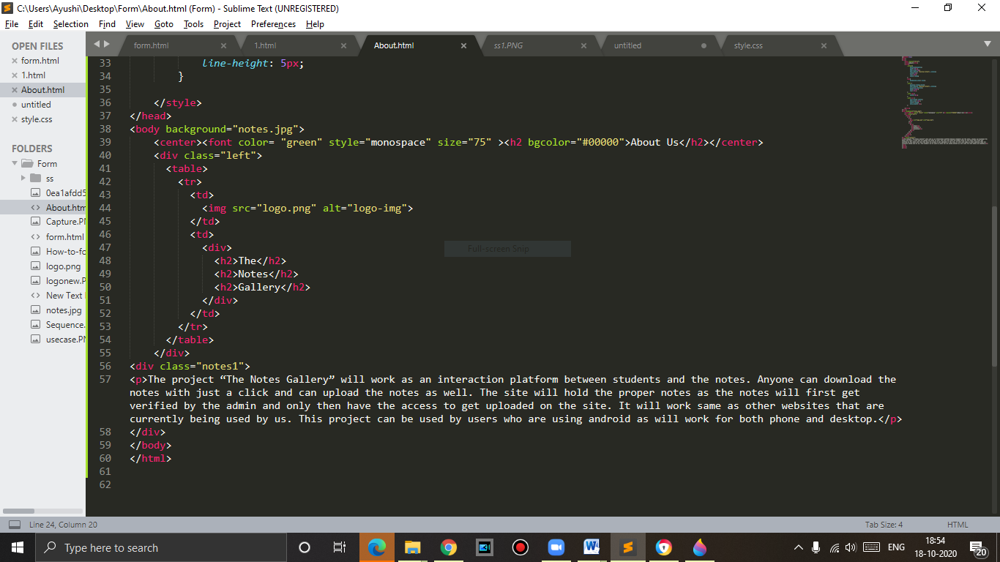 C:\Users\Ayushi\Desktop\Form\About.html (Form) - Sublime Text (UNREGISTERED)
File Edit Selection Find View Goto Tools Project Preferences Help
OPEN FILES
form.html
1.html
About.html
untitled
style.css
FOLDERS
Form
ss
0ea1afdd5
About.htm
Capture.PN
form.html
How-to-fo
logo.png
logonew.P
New Text
notes.jpg
Sequence.
usecase.PN
form.html 1.html About.html ss1.PNG untitled style.css
33 line-height: 5px;
34 }
35
36 </style>
37 </head>
38 <body background="notes.jpg">
39 <center><font color= "green" style="monospace" size="75" ><h2 bgcolor="#00000">About Us</h2></center>
40 <div class="left">
41 <table>
42 <tr>
43 <td>
44 <img src="logo.png" alt="logo-img">
45 </td>
46 <td>
47 <div>
48 <h2>The</h2>
49 <h2>Notes</h2>
50 <h2>Gallery</h2>
51 </div>
52 </td>
53 </tr>
54 </table>
55 </div>
56 <div class="notes1">
57 <p>The project “The Notes Gallery” will work as an interaction platform between students and the notes. Anyone can download the
notes with just a click and can upload the notes as well. The site will hold the proper notes as the notes will first get
verified by the admin and only then have the access to get uploaded on the site. It will work same as other websites that are
currently being used by us. This project can be used by users who are using android as will work for both phone and desktop.</p>
58 </div>
59 </body>
60 </html>
61
62
Full-screen Snip
Line 24, Column 20 Tab Size: 4 HTML
Type here to search
ENG
18:54
18-10-2020
20